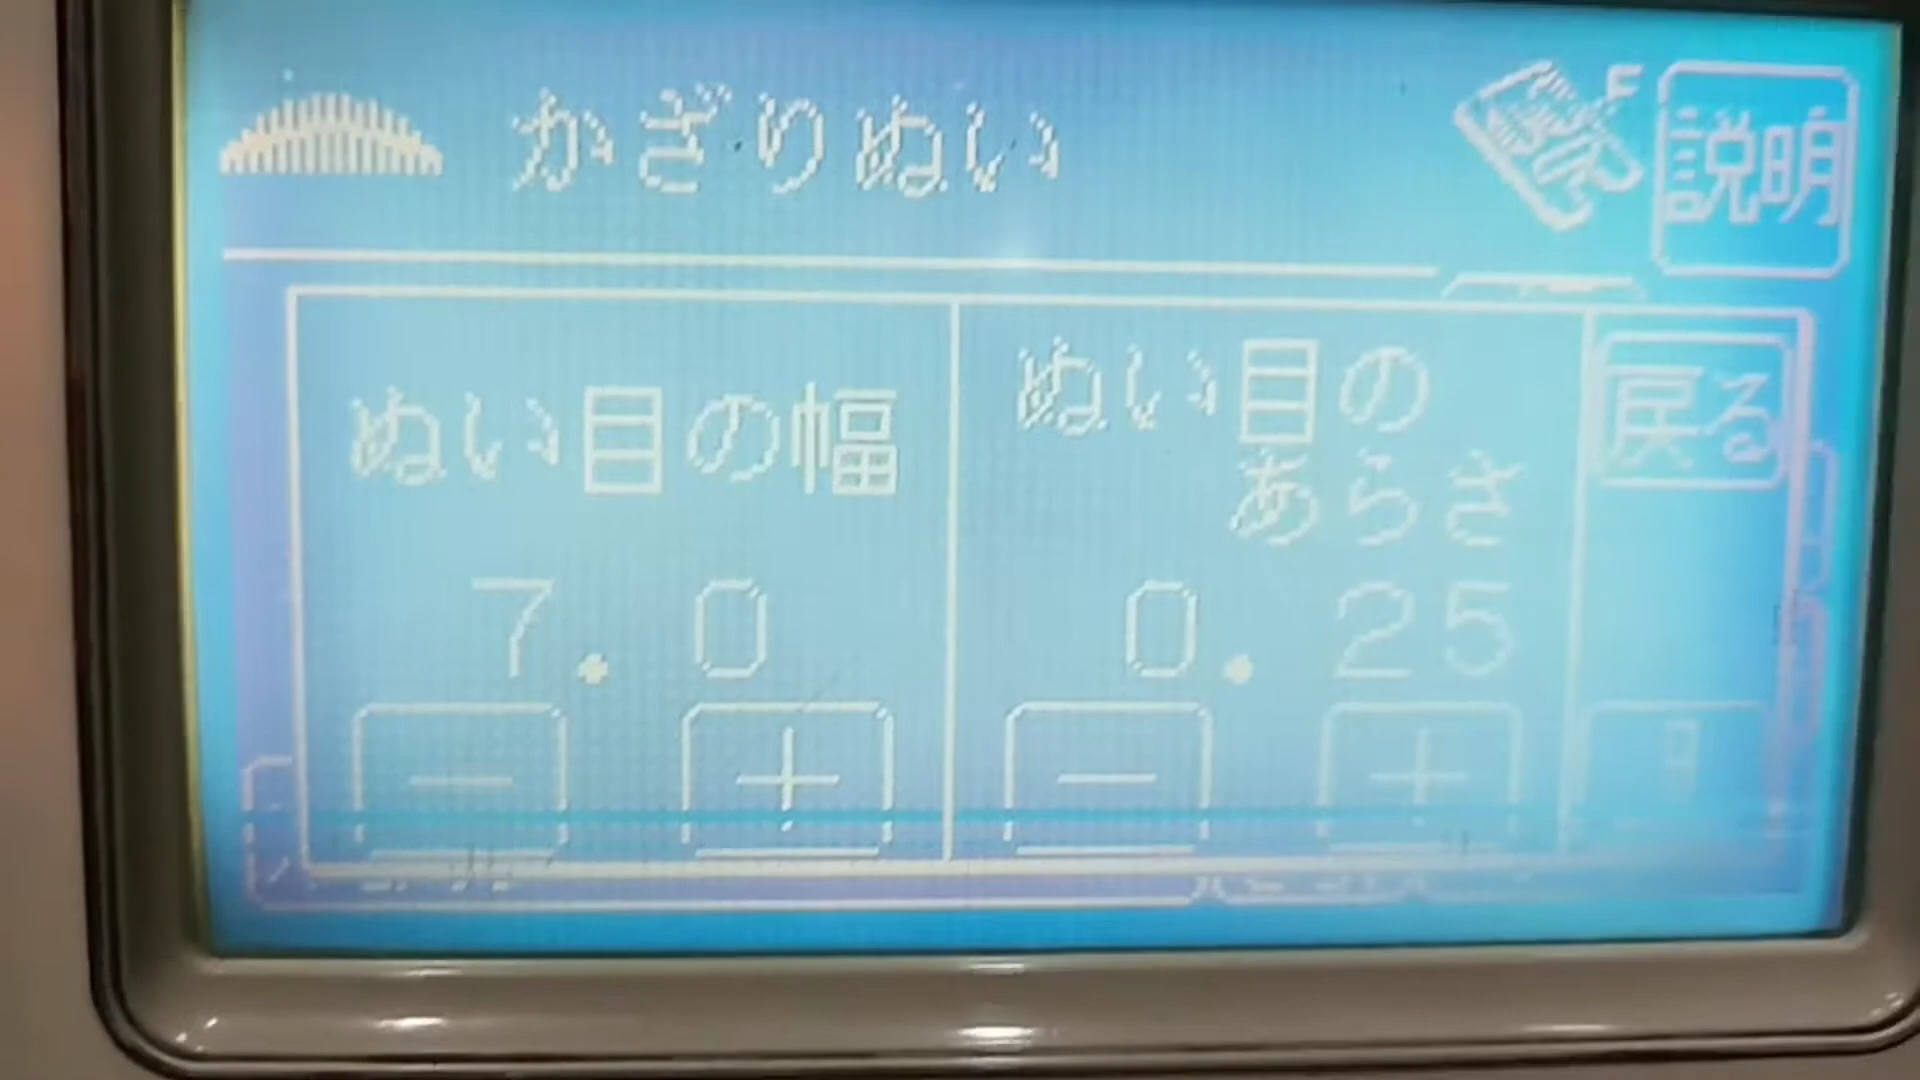 かざりぬい
F
説明
ぬい目の幅
ぬい目の
あらさ
戻る
7.0
0.25
− +
− +